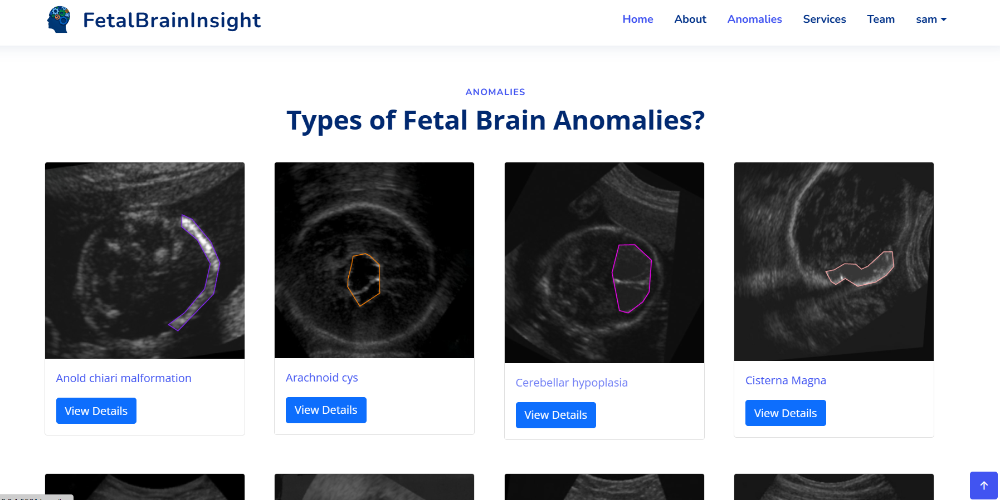 FetalBrainInsight
Home About Anomalies Services Team sam
ANOMALIES
Types of Fetal Brain Anomalies?
Anold chiari malformation
Arachnoid cys
Cerebellar hypoplasia
Cisterna Magna
View Details
View Details
View Details
View Details